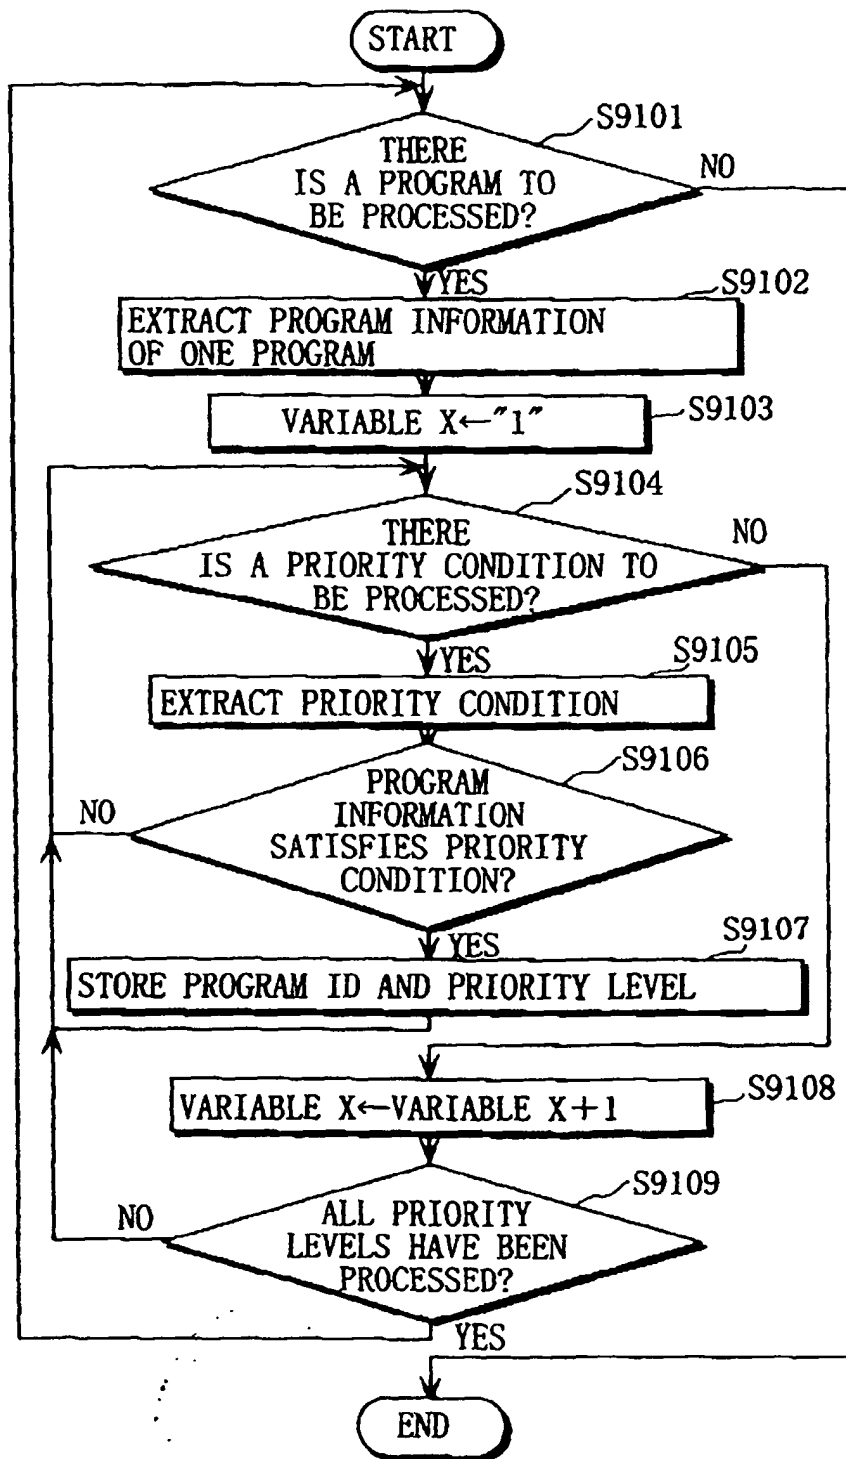 START
S9101
THERE
IS A PROGRAM TO
BE PROCESSED?
NO
YES
S9102
EXTRACT PROGRAM INFORMATION
OF ONE PROGRAM
VARIABLE X←"1"
S9103
S9104
THERE
IS A PRIORITY CONDITION TO
BE PROCESSED?
NO
YES
S9105
EXTRACT PRIORITY CONDITION
S9106
PROGRAM
INFORMATION
SATISFIES PRIORITY
CONDITION?
NO
YES
S9107
STORE PROGRAM ID AND PRIORITY LEVEL
VARIABLE X←VARIABLE X+1
S9108
S9109
ALL PRIORITY
LEVELS HAVE BEEN
PROCESSED?
NO
YES
END